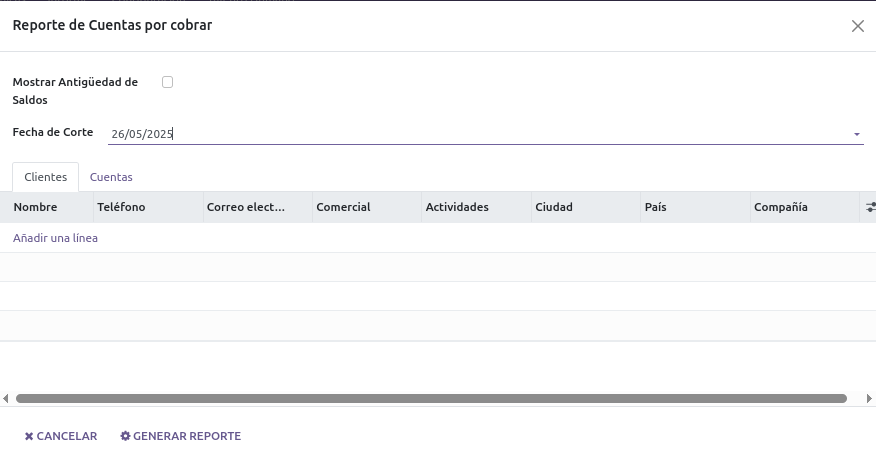 Reporte de Cuentas por cobrar
Mostrar Antigüedad de
Saldos
Fecha de Corte 26/05/2025
Clientes Cuentas
Nombre Teléfono Correo elect... Comercial Actividades Ciudad País Compañía
Añadir una línea
CANCELAR GENERAR REPORTE